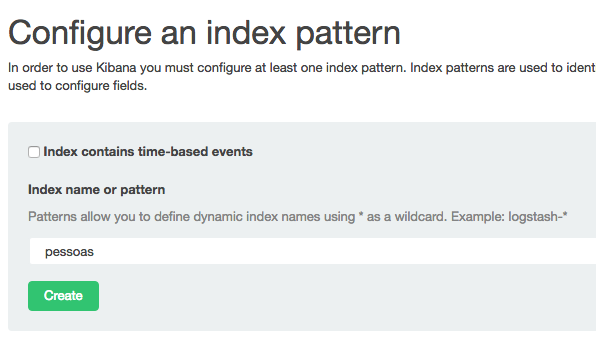 Configure an index pattern
In order to use Kibana you must configure at least one index pattern. Index patterns are used to ident
used to configure fields.
Index contains time-based events
Index name or pattern
Patterns allow you to define dynamic index names using * as a wildcard. Example: logstash-*
pessoas
Create